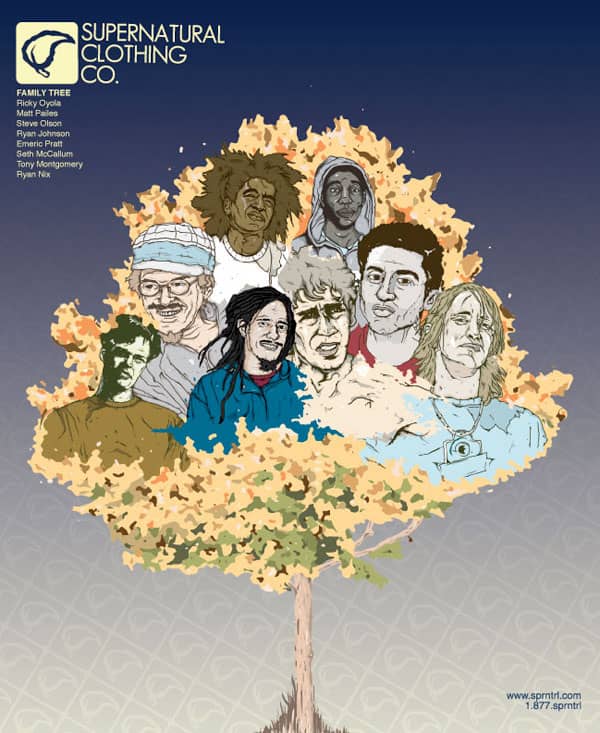 SUPERNATURAL
CLOTHING
CO.
FAMILY TREE
Ricky Oyola
Matt Pailes
Steve Olson
Ryan Johnson
Emeric Pratt
Seth McCallum
Tony Montgomery
Ryan Nix
www.sprntrl.com
1.877.sprntrl